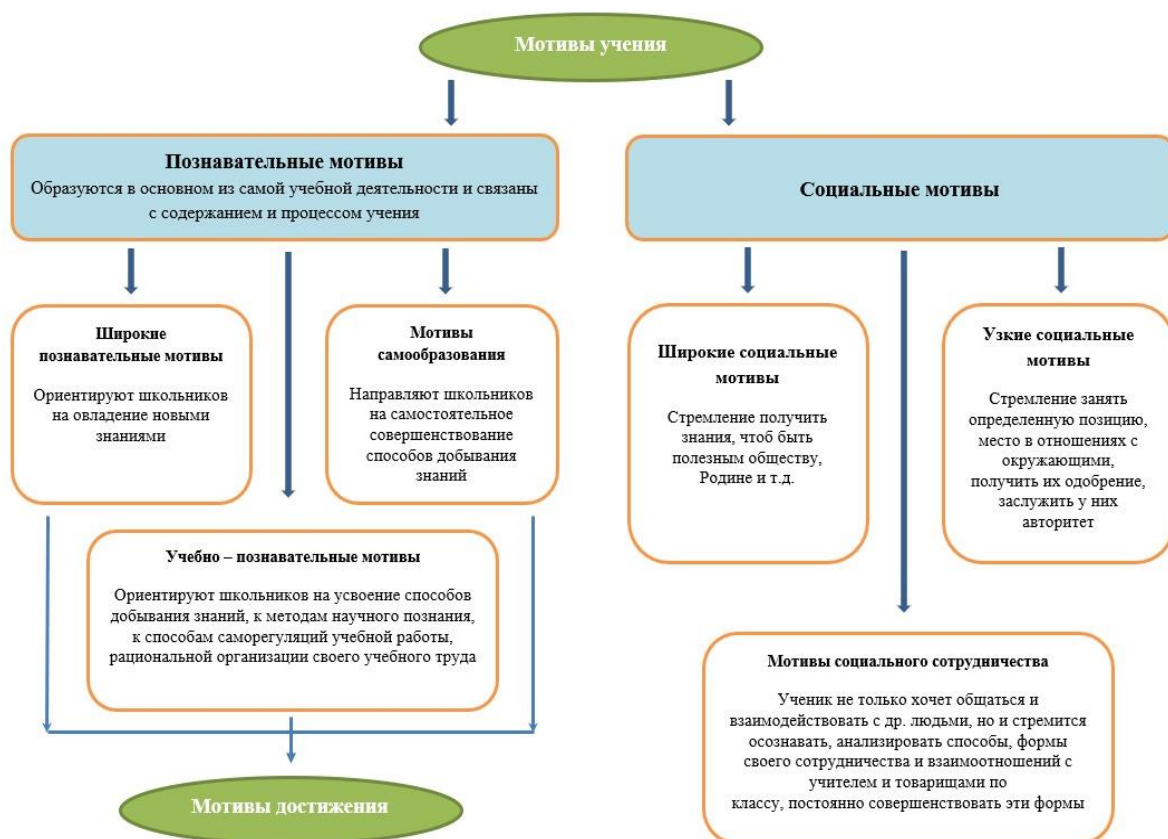 Мотивы учения
Познавательные мотивы
Образуются в основном из самой учебной деятельности и связаны
с содержанием и процессом учения
Социальные мотивы
Широкие
познавательные мотивы
Ориентируют школьников
на овладение новыми
знаниями
Мотивы
самообразования
Направляют школьников
на самостоятельное
совершенствование
способов добывания
знаний
Широкие социальные
мотивы
Стремление получить
знания, чтоб быть
полезным обществу,
Родине и т.д.
Узкие социальные
мотивы
Стремление занять
определенную позицию,
место в отношениях с
окружающими,
получить их одобрение,
заслужить у них
авторитет
Учебно – познавательные мотивы
Ориентируют школьников на усвоение способов
добывания знаний, к методам научного познания,
к способам саморегуляций учебной работы,
рациональной организации своего учебного труда
Мотивы социального сотрудничества
Ученик не только хочет общаться и
взаимодействовать с др. людьми, но и стремится
осознавать, анализировать способы, формы
своего сотрудничества и взаимоотношений с
учителем и товарищами по
классу, постоянно совершенствовать эти формы
Мотивы достижения